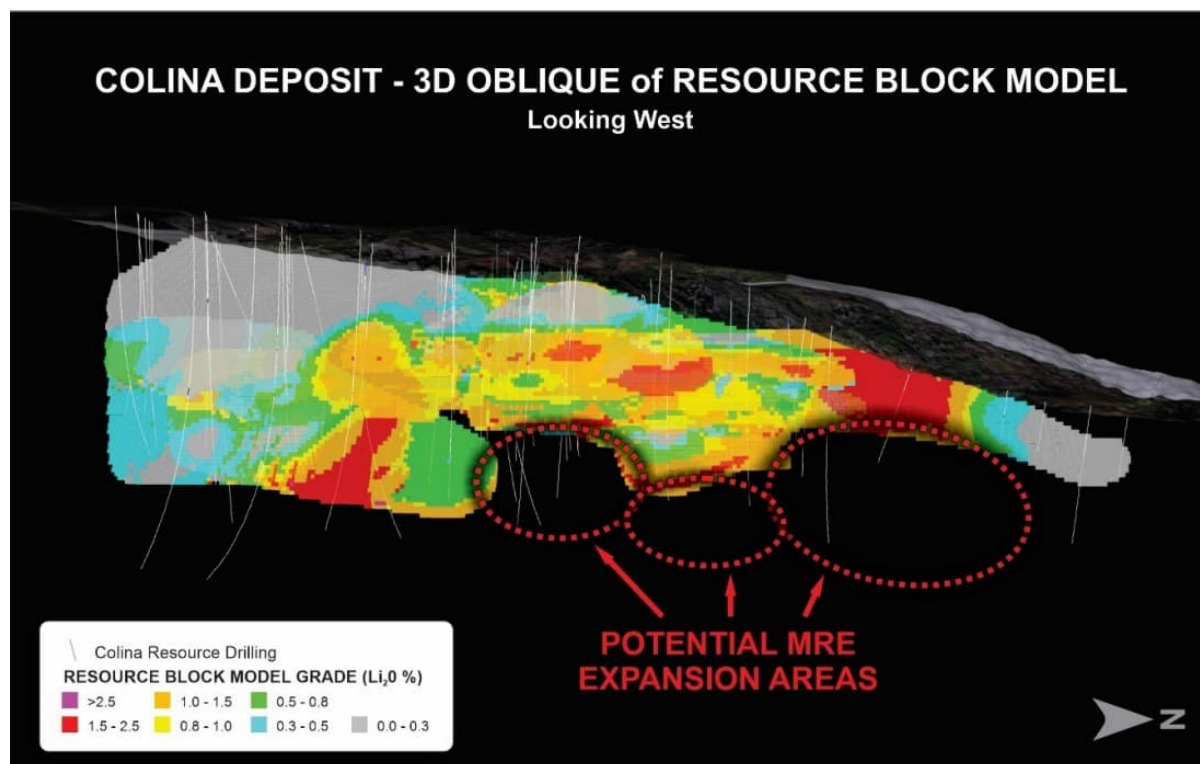 COLINA DEPOSIT - 3D OBLIQUE of RESOURCE BLOCK MODEL
Looking West
POTENTIAL MRE
EXPANSION AREAS
Colina Resource Drilling
RESOURCE BLOCK MODEL GRADE (Li₂0 %)
>2.5 1.0 - 1.5 0.5 - 0.8
1.5 - 2.5 0.8 - 1.0 0.3 - 0.5 0.0 - 0.3
N